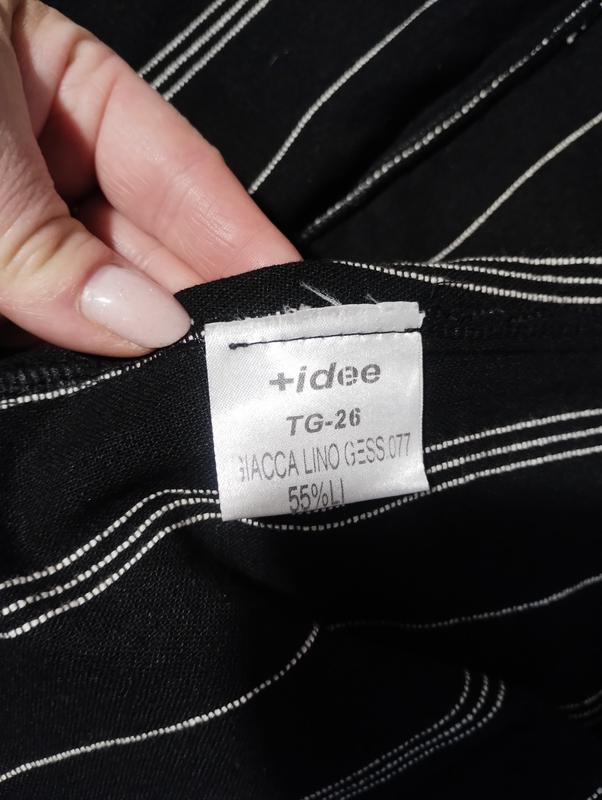 +idee
TG-26
GIACCA LINO GESS.077
55%LI